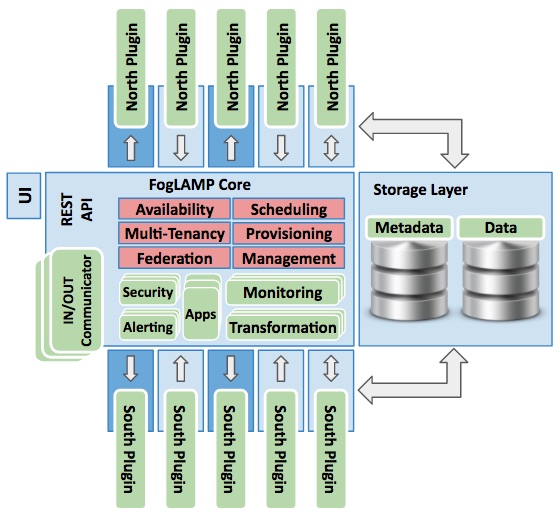 North Plugin
North Plugin
North Plugin
North Plugin
North Plugin
UI
REST
API
FogLAMP Core
Availability
Scheduling
Multi-Tenancy
Provisioning
Federation
Management
Security
Apps
Monitoring
Alerting
Transformation
IN/OUT
Communicator
Storage Layer
Metadata
Data
South Plugin
South Plugin
South Plugin
South Plugin
South Plugin